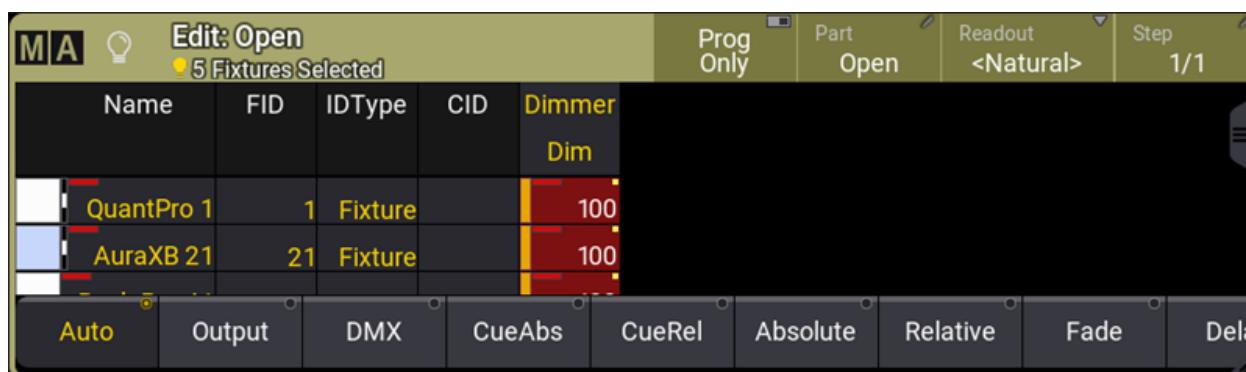 MA Edit: Open Prog Only Part Open Readout <Natural> Step 1/1
5 Fixtures Selected
Name FID IDType CID Dimmer
Dim
QuantPro 1 1 Fixture 100
AuraXB 21 21 Fixture 100
Auto Output DMX CueAbs CueRel Absolute Relative Fade